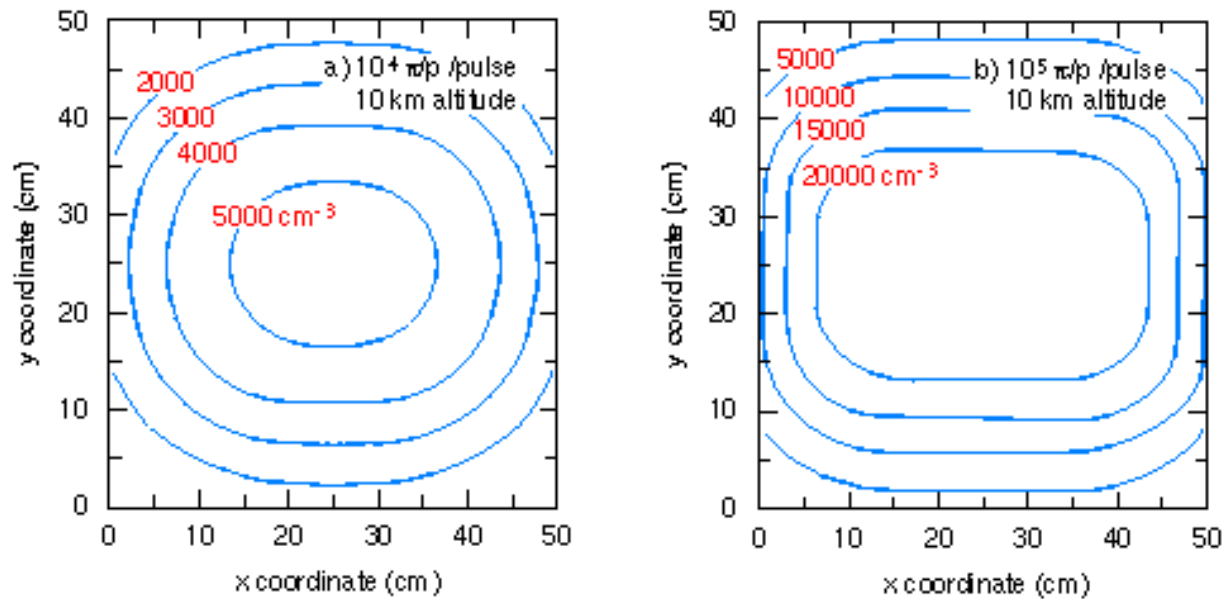 50
40
30
20
10
0
y coordinate (cm)
2000
3000
4000
5000 cm⁻³
a) 10⁴ π/p /pulse
10 km altitude
0 10 20 30 40 50
x coordinate (cm)
50
40
30
20
10
0
y coordinate (cm)
5000
10000
15000
20000 cm⁻³
b) 10⁵ π/p /pulse
10 km altitude
0 10 20 30 40 50
x coordinate (cm)